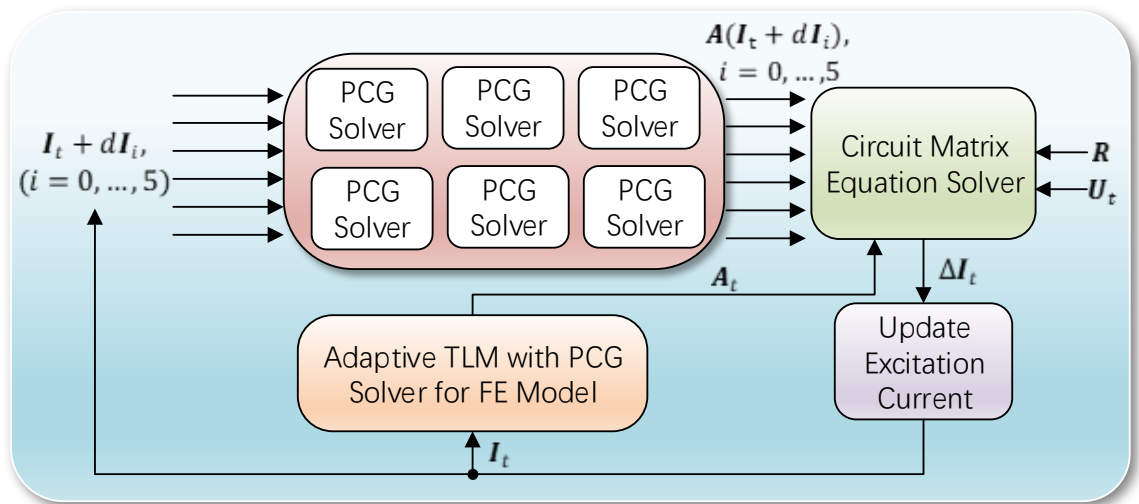 𝑰ₜ + 𝑑𝑰ᵢ,
(𝑖 = 0, … , 5)
PCG
Solver
PCG
Solver
PCG
Solver
PCG
Solver
PCG
Solver
PCG
Solver
𝑨(𝑰ₜ + 𝑑𝑰ᵢ),
𝑖 = 0, … , 5
Circuit Matrix
Equation Solver
𝑹
𝑼ₜ
𝑨ₜ
Δ𝑰ₜ
Adaptive TLM with PCG
Solver for FE Model
Update
Excitation
Current
𝑰ₜ